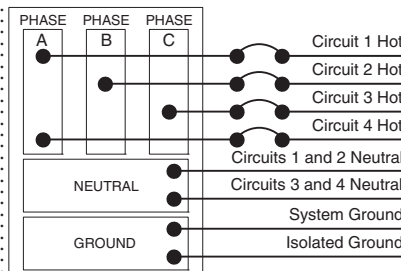 PHASE PHASE PHASE
A B C
Circuit 1 Hot
Circuit 2 Hot
Circuit 3 Hot
Circuit 4 Hot
Circuits 1 and 2 Neutral
NEUTRAL
Circuits 3 and 4 Neutral
System Ground
GROUND
Isolated Ground